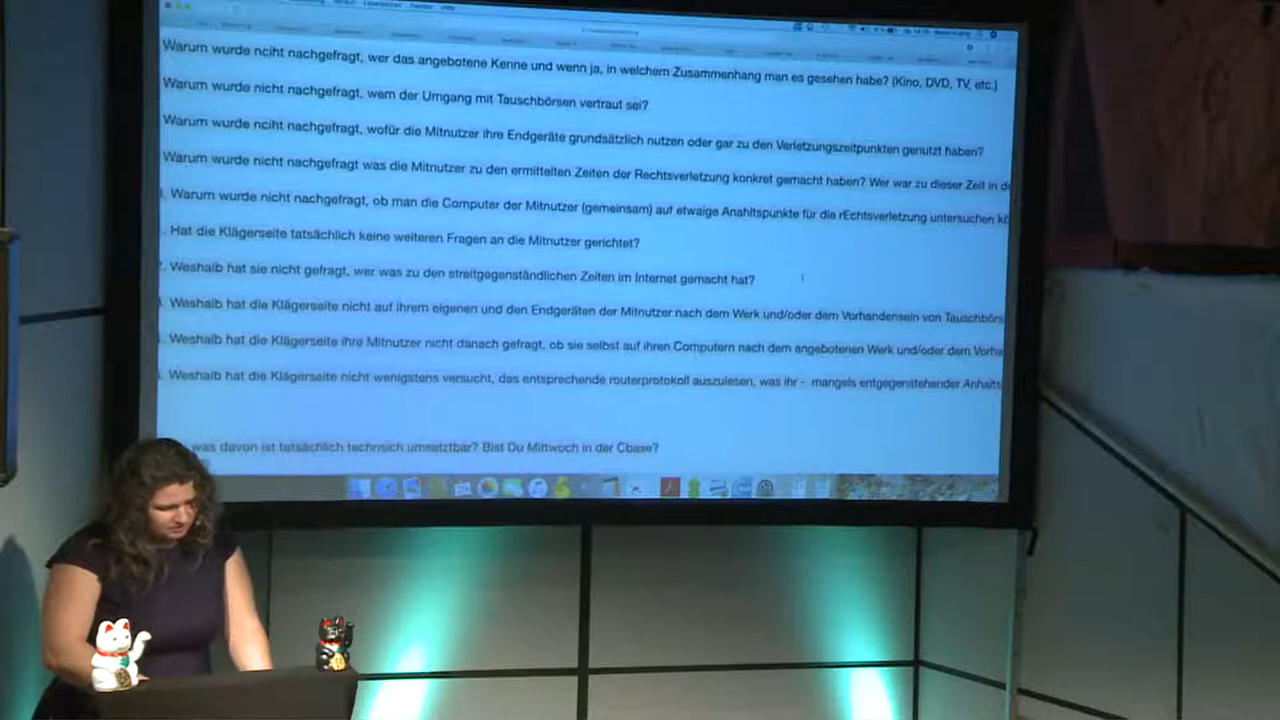 Warum wurde nciht nachgefragt, wer das angebotene Kenne und wenn ja, in welchem Zusammenhang man es gesehen habe? (Kino, DVD, TV, etc.)
Warum wurde nicht nachgefragt, wem der Umgang mit Tauschbörsen vertraut sei?
Warum wurde nciht nachgefragt, wofür die Mitnutzer ihre Endgeräte grundsätzlich nutzen oder gar zu den Verletzungszeitpunkten genutzt haben?
Warum wurde nicht nachgefragt was die Mitnutzer zu den ermittelten Zeiten der Rechtsverletzung konkret gemacht haben? Wer war zu dieser Zeit in
. Warum wurde nicht nachgefragt, ob man die Computer der Mitnutzer (gemeinsam) auf etwaige Anahltspunkte für die rEchtsverletzung untersuchen
. Hat die Klägerseite tatsächlich keine weiteren Fragen an die Mitnutzer gerichtet?
. Weshalb hat sie nicht gefragt, wer was zu den streitgegenständlichen Zeiten im Internet gemacht hat?
. Weshalb hat die Klägerseite nicht auf ihrem eigenen und den Endgeräten der Mitnutzer nach dem Werk und/oder dem Vorhandensein von Tauschbörs
. Weshalb hat die Klägerseite ihre Mitnutzer nicht danach gefragt, ob sie selbst auf ihren Computern nach dem angebotenen Werk und/oder dem Vorha
. Weshalb hat die Klägerseite nicht wenigstens versucht, das entsprechende routerprotokoll auszulesen, was ihr - mangels entgegenstehender Anhalts
was davon ist tatsächlich technsich umsetztbar? Bist Du Mittwoch in der Cbase?